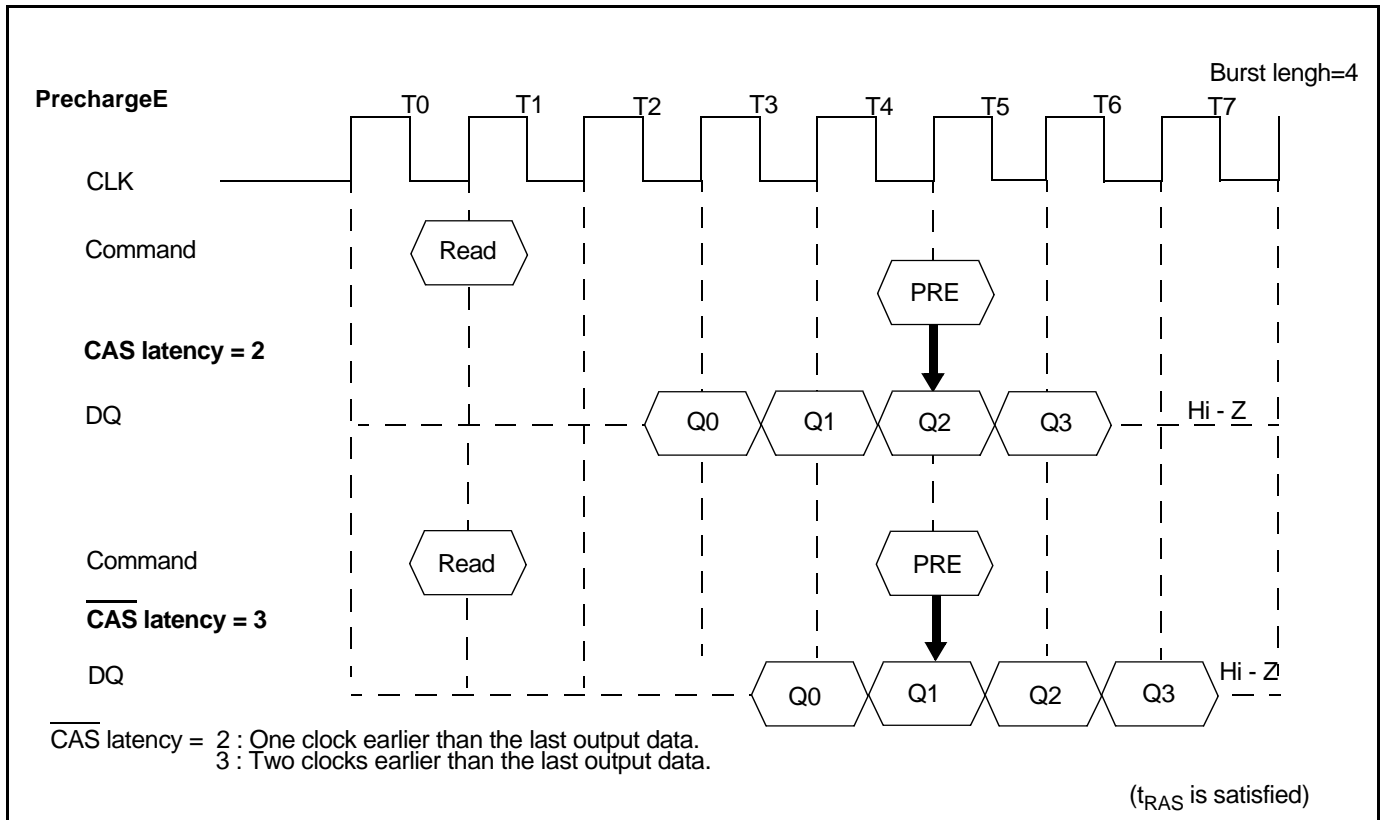 Burst lengh=4
PrechargeE
T0 T1 T2 T3 T4 T5 T6 T7
CLK
Command Read
PRE
CAS latency = 2
DQ Q0 Q1 Q2 Q3 Hi - Z
Command Read PRE
CAS latency = 3
DQ Q0 Q1 Q2 Q3 Hi - Z
CAS latency = 2 : One clock earlier than the last output data.
3 : Two clocks earlier than the last output data.
(tRAS is satisfied)